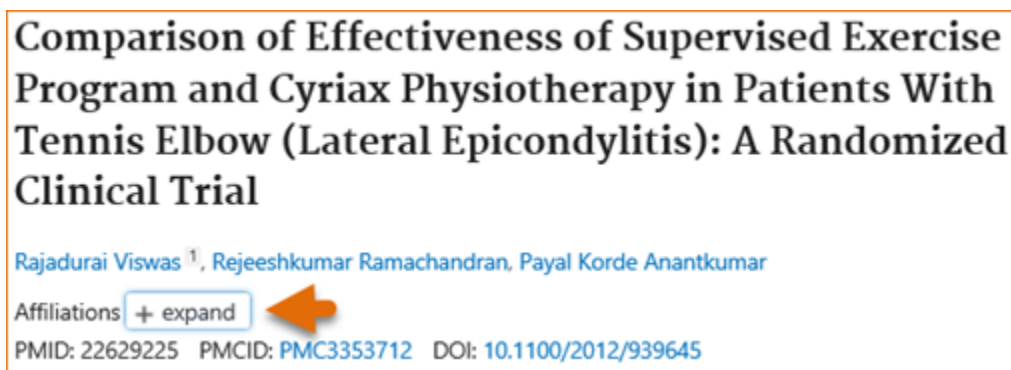 Comparison of Effectiveness of Supervised Exercise
Program and Cyriax Physiotherapy in Patients With
Tennis Elbow (Lateral Epicondylitis): A Randomized
Clinical Trial
Rajadurai Viswas 1, Rejeeshkumar Ramachandran, Payal Korde Anantkumar
Affiliations + expand
PMID: 22629225 PMCID: PMC3353712 DOI: 10.1100/2012/939645